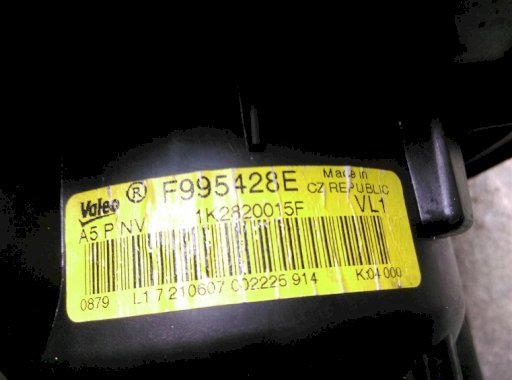 Valeo ® F995428E Made in
CZ REPUBLIC
A5 P NV 1K2820015F VL1
0879 L1 7 210607 002225 914 K:04 000